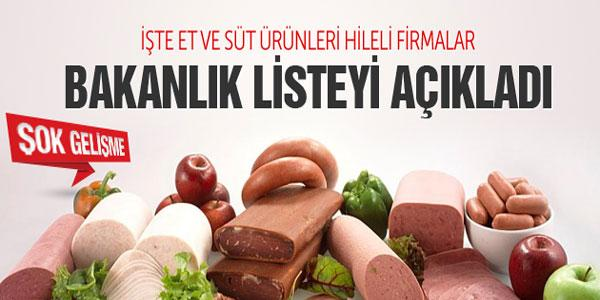 İŞTE ET VE SÜT ÜRÜNLERİ HİLELİ FİRMALAR
BAKANLIK LİSTEYİ AÇIKLADI
ŞOK GELİŞME